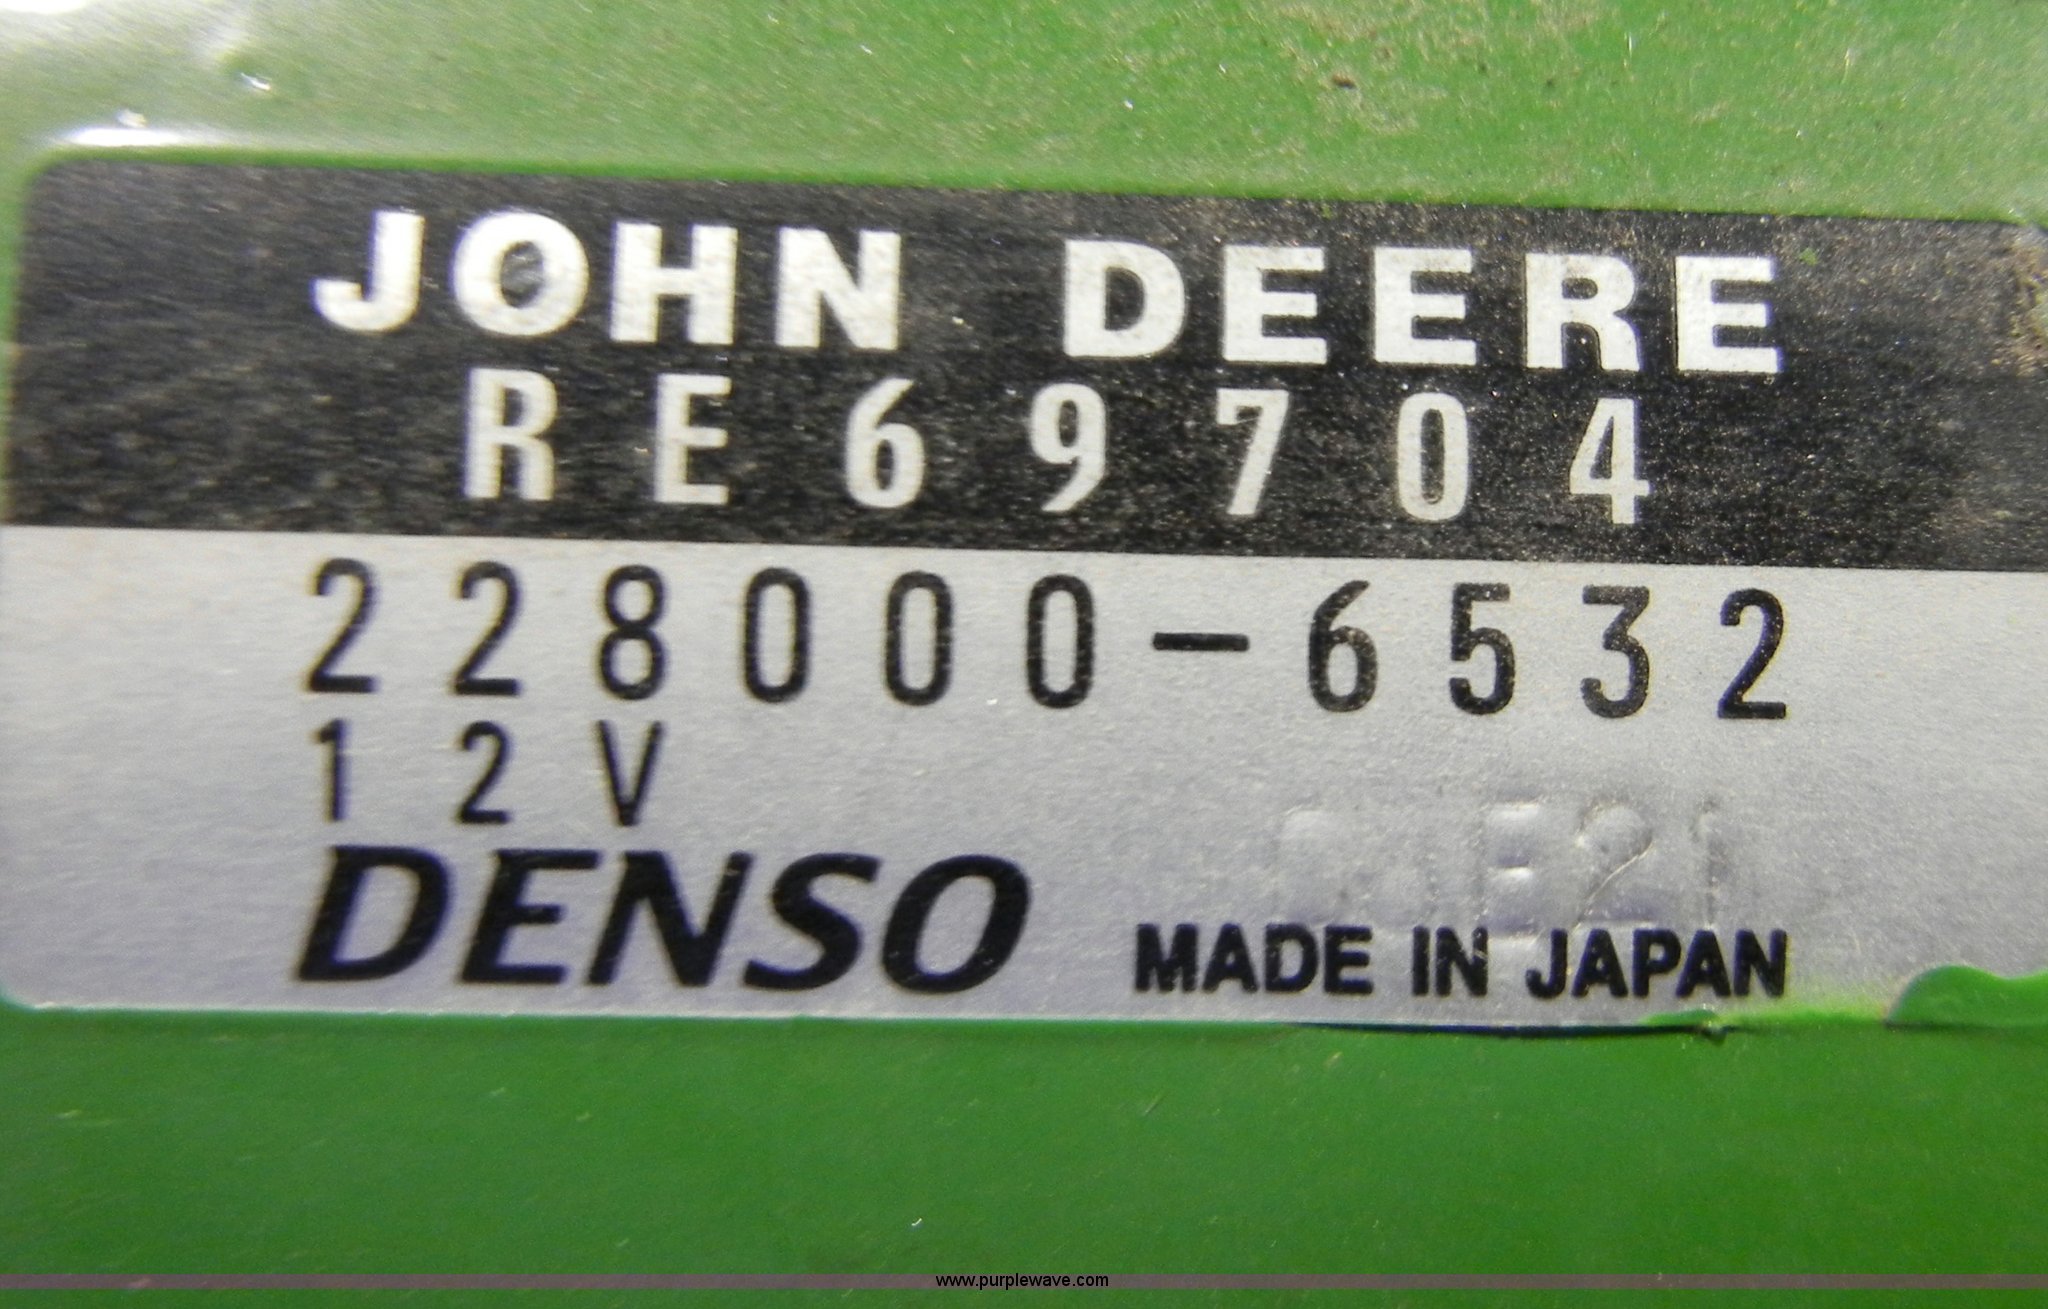 JOHN DEERE
RE69704
228000-6532
12V
DENSO MADE IN JAPAN
www.purplewave.com